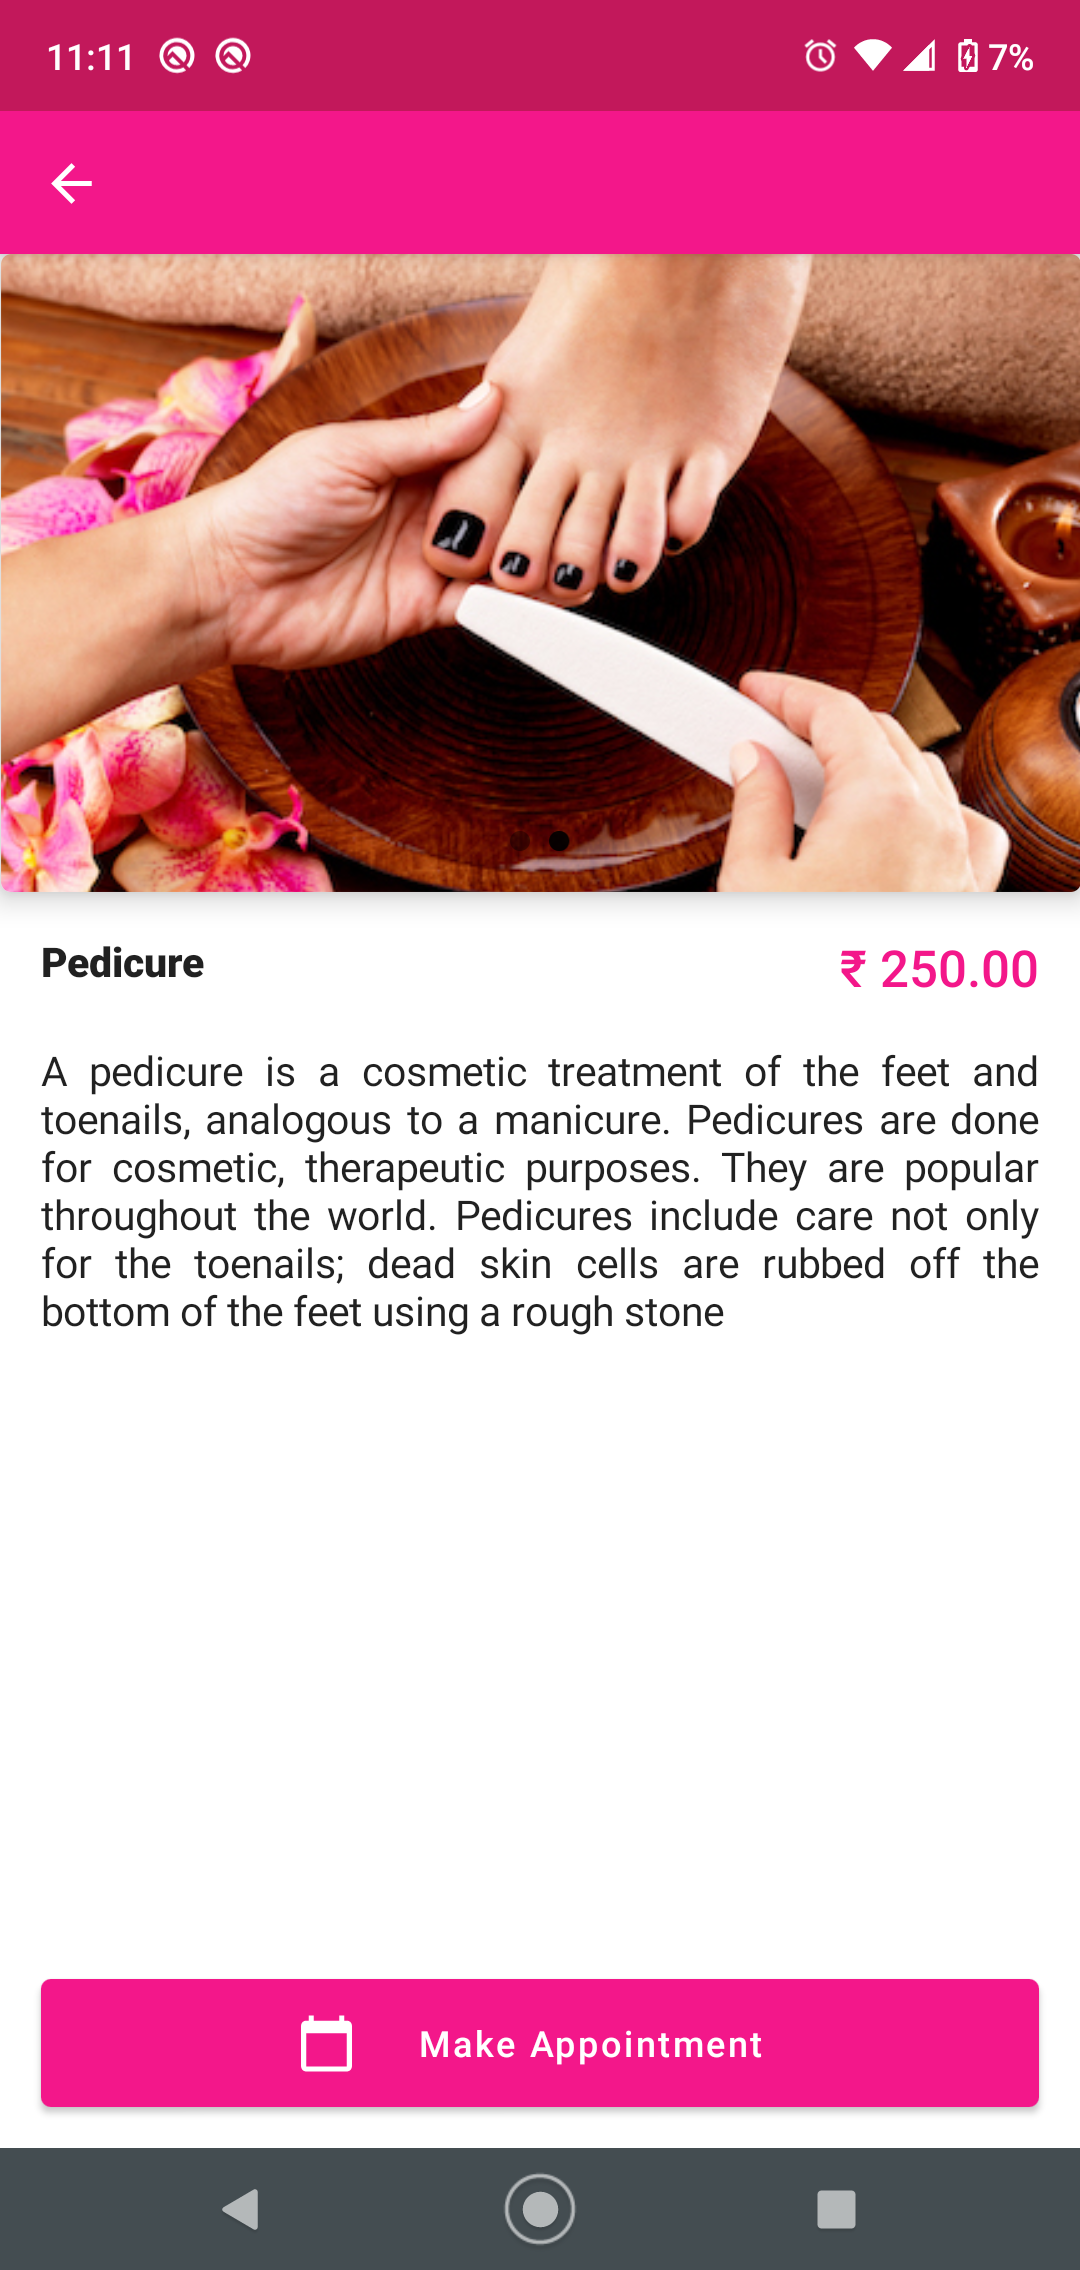 11:11 7%
Pedicure ₹ 250.00
A pedicure is a cosmetic treatment of the feet and
toenails, analogous to a manicure. Pedicures are done
for cosmetic, therapeutic purposes. They are popular
throughout the world. Pedicures include care not only
for the toenails; dead skin cells are rubbed off the
bottom of the feet using a rough stone
Make Appointment